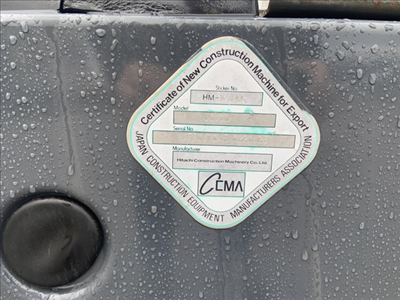 Certificate of New Construction Machine for Export
Sticker No.
HM-
Model
Serial No.
Manufacturer
Hitachi Construction Machinery Co., Ltd.
CEMA
JAPAN CONSTRUCTION EQUIPMENT MANUFACTURERS ASSOCIATION